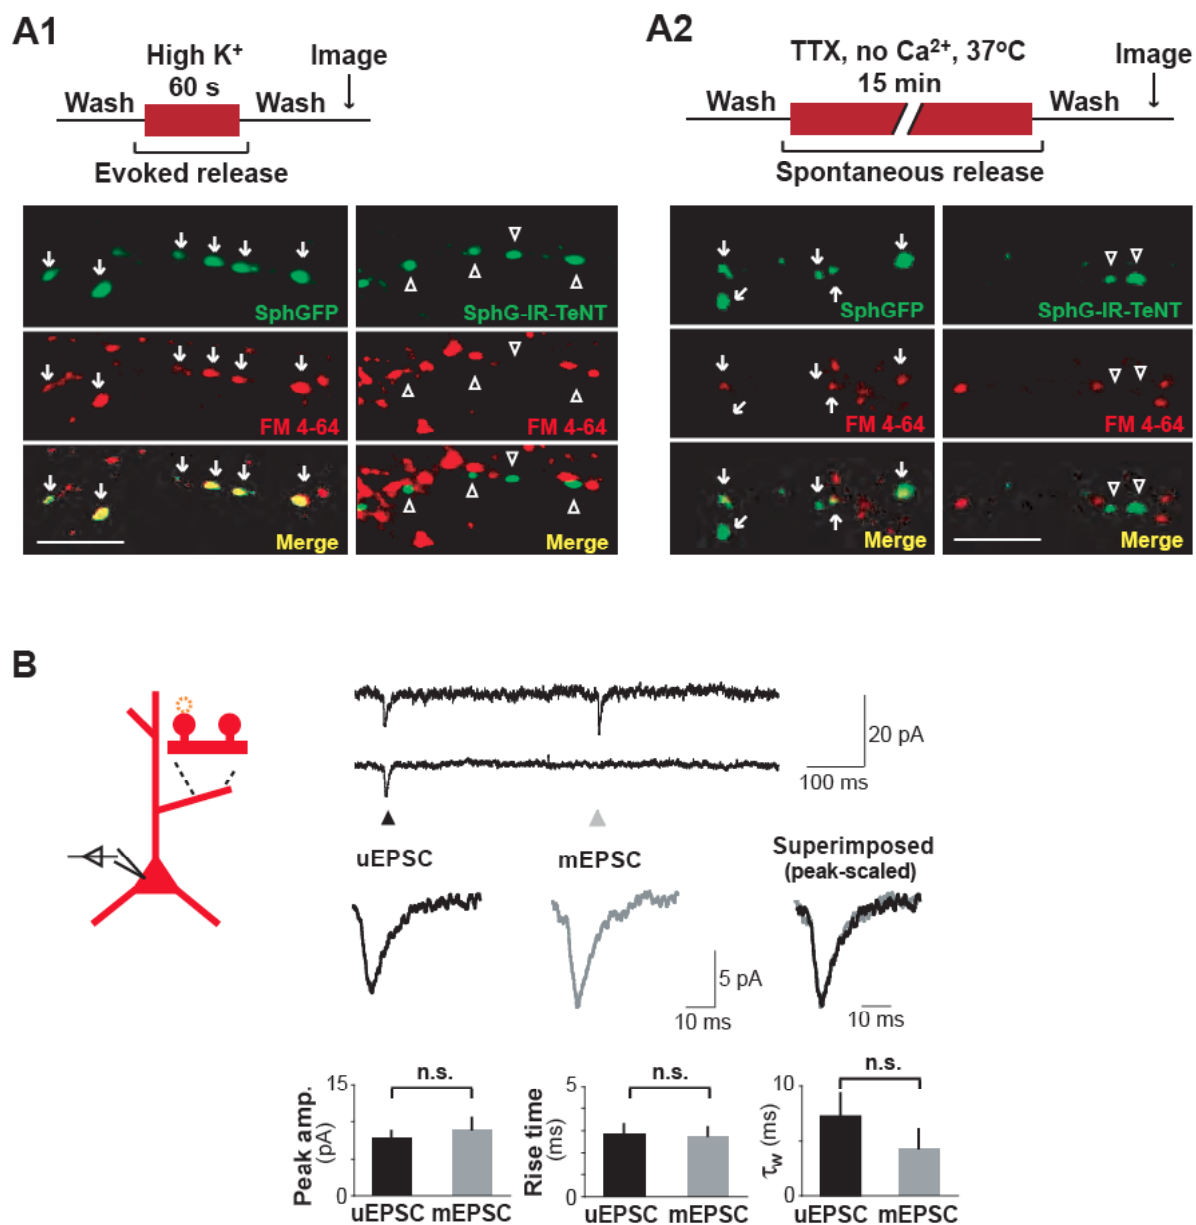 A1
High K⁺
60 s
Image
Wash
Wash
Evoked release
SphGFP
SphG-IR-TeNT
FM 4-64
FM 4-64
Merge
Merge
A2
TTX, no Ca²⁺, 37°C
15 min
Image
Wash
Wash
Spontaneous release
SphGFP
SphG-IR-TeNT
FM 4-64
FM 4-64
Merge
Merge
B
20 pA
100 ms
uEPSC
mEPSC
Superimposed
(peak-scaled)
5 pA
10 ms
10 ms
Peak amp.
(pA)
15
0
n.s.
uEPSC mEPSC
Rise time
(ms)
5
0
n.s.
uEPSC mEPSC
τw (ms)
10
0
n.s.
uEPSC mEPSC